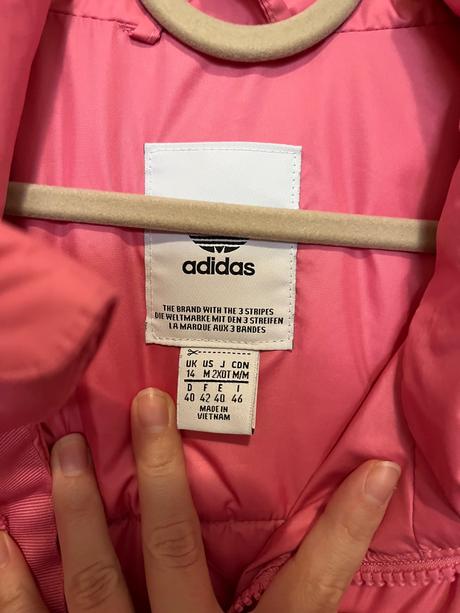 adidas
THE BRAND WITH THE 3 STRIPES
DIE WELTMARKE MIT DEN 3 STREIFEN
LA MARQUE AUX 3 BANDES
UK US J CDN
14 M 2XOT M/M
D F E I
40 42 40 46
MADE IN
VIETNAM